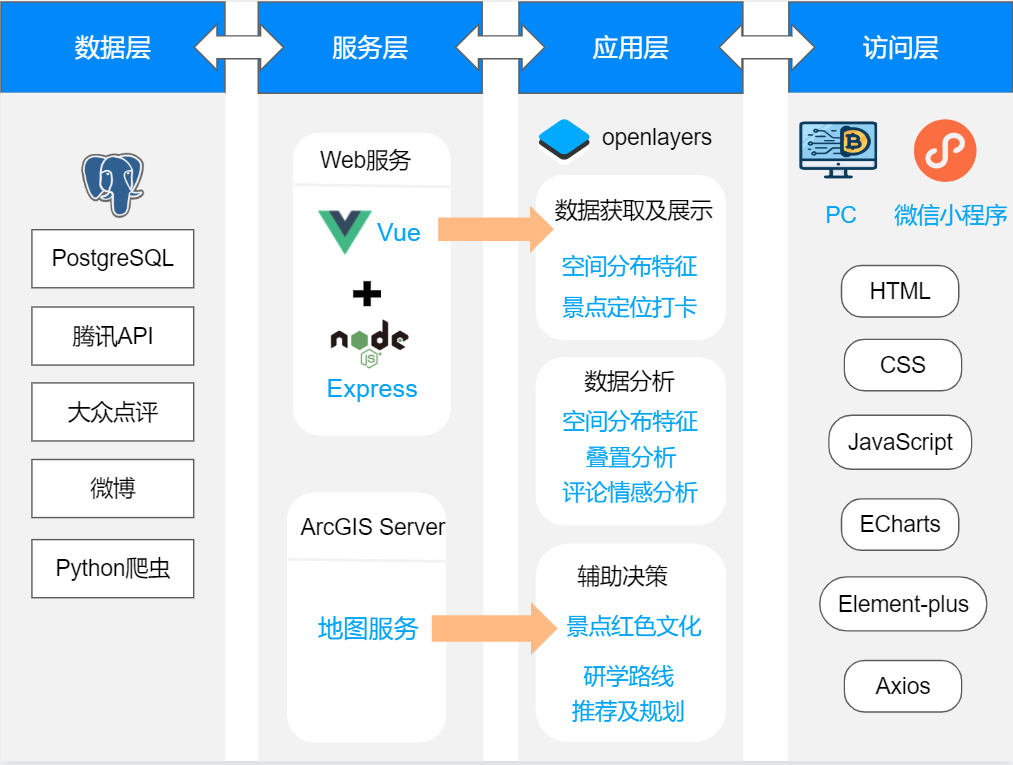 数据层
服务层
应用层
访问层
PostgreSQL
腾讯API
大众点评
微博
Python爬虫
Web服务
Vue
node
JS
Express
ArcGIS Server
地图服务
openlayers
数据获取及展示
空间分布特征
景点定位打卡
数据分析
空间分布特征
叠置分析
评论情感分析
辅助决策
景点红色文化
研学路线
推荐及规划
PC
微信小程序
HTML
CSS
JavaScript
ECharts
Element-plus
Axios